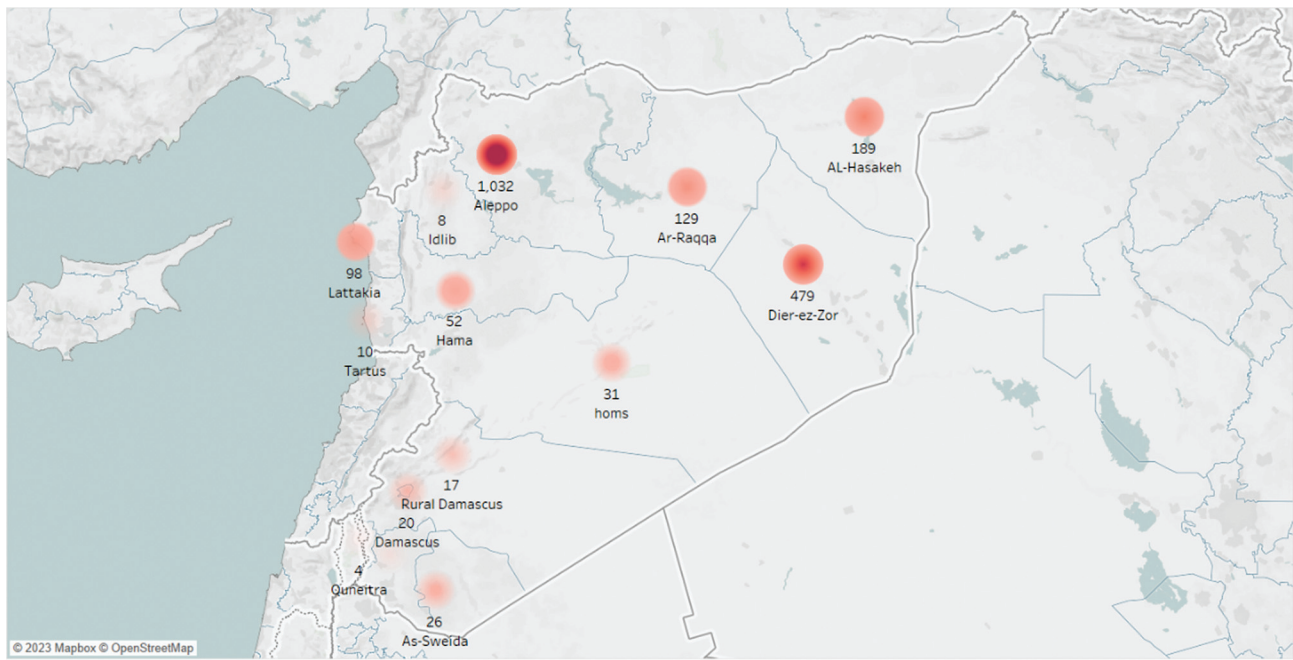 189
AL-Hasakeh
1,032
Aleppo
129
Ar-Raqqa
8
Idlib
98
Lattakia
479
Dier-ez-Zor
52
Hama
10
Tartus
31
homs
17
Rural Damascus
20
Damascus
4
Quneitra
26
As-Sweida
© 2023 Mapbox © OpenStreetMap